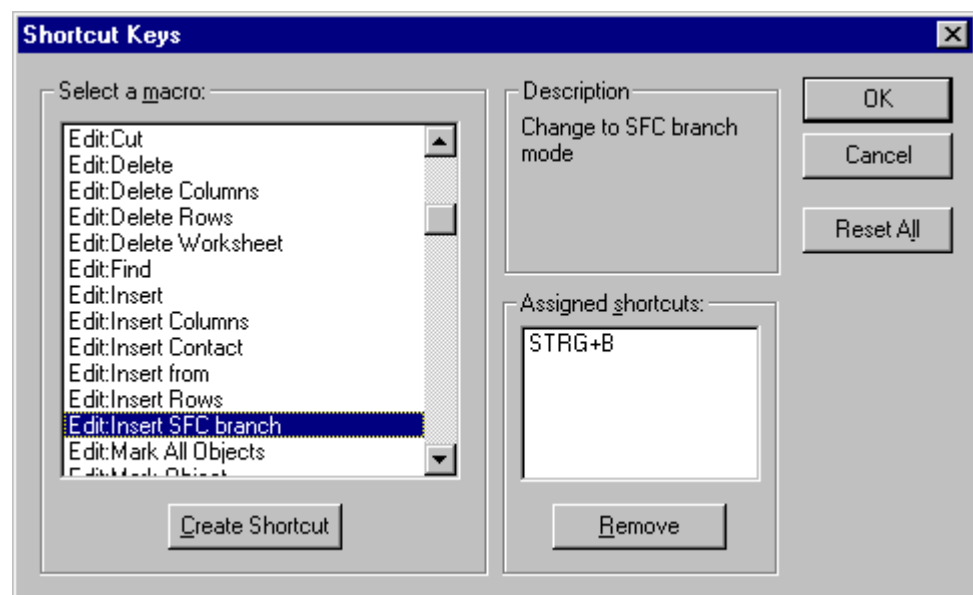 Shortcut Keys
Select a macro:
Edit:Cut
Edit:Delete
Edit:Delete Columns
Edit:Delete Rows
Edit:Delete Worksheet
Edit:Find
Edit:Insert
Edit:Insert Columns
Edit:Insert Contact
Edit:Insert from
Edit:Insert Rows
Edit:Insert SFC branch
Edit:Mark All Objects
Edit:Mark Object
Create Shortcut
Description
Change to SFC branch
mode
Assigned shortcuts:
STRG+B
Remove
OK
Cancel
Reset All